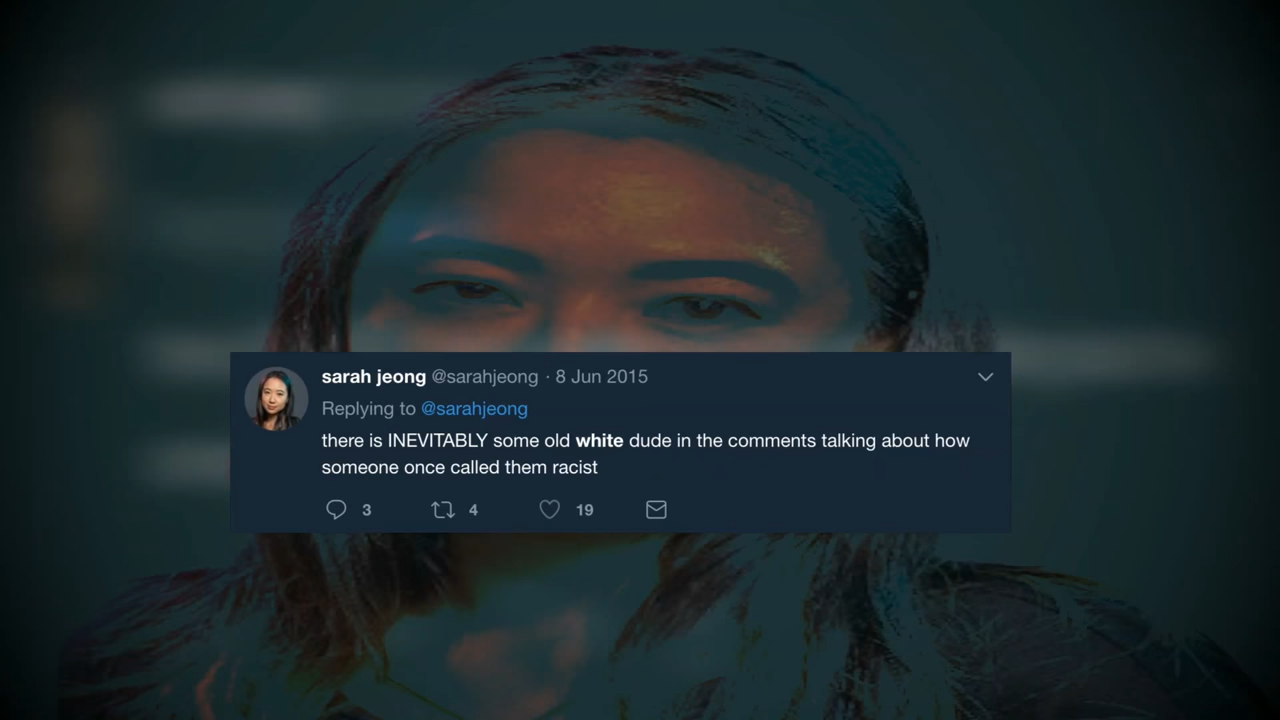 sarah jeong @sarahjeong · 8 Jun 2015
Replying to @sarahjeong
there is INEVITABLY some old white dude in the comments talking about how
someone once called them racist
3 4 19